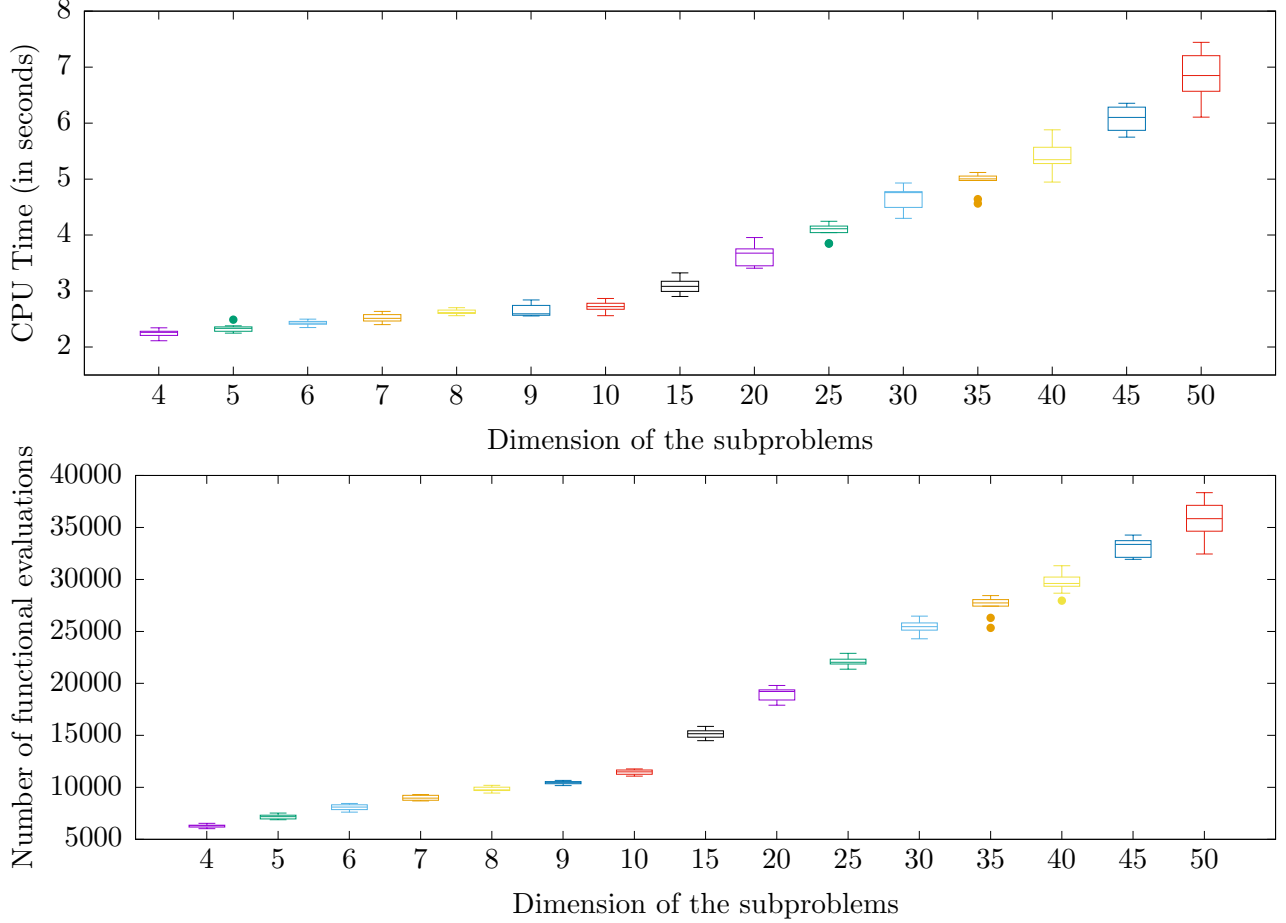 CPU Time (in seconds)
8
7
6
5
4
3
2
4 5 6 7 8 9 10 15 20 25 30 35 40 45 50
Dimension of the subproblems
Number of functional evaluations
40000
35000
30000
25000
20000
15000
10000
5000
4 5 6 7 8 9 10 15 20 25 30 35 40 45 50
Dimension of the subproblems